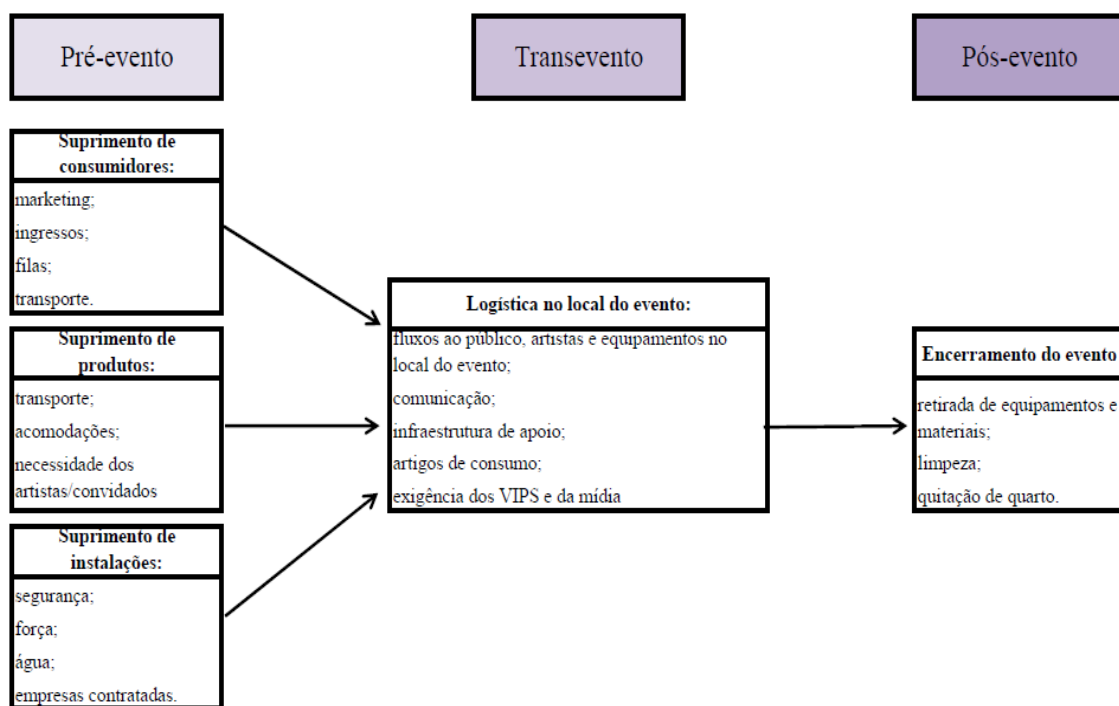 Pré-evento
Transevento
Pós-evento
Suprimento de
consumidores:
marketing;
ingressos;
filas;
transporte.
Suprimento de
produtos:
transporte;
acomodações;
necessidade dos
artistas/convidados
Suprimento de
instalações:
segurança;
força;
água;
empresas contratadas.
Logística no local do evento:
fluxos ao público, artistas e equipamentos no
local do evento;
comunicação;
infraestrutura de apoio;
artigos de consumo;
exigência dos VIPS e da mídia
Encerramento do evento
retirada de equipamentos e
materiais;
limpeza;
quitação de quarto.